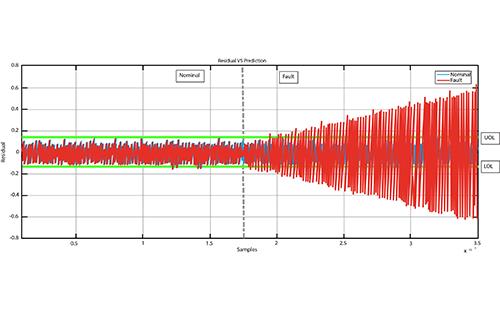 Residual VS Prediction
Nominal
Fault
Nominal
Fault
0.8
0.6
0.4
0.2
0
-0.2
-0.4
-0.6
-0.8
Residual
UOL
LOL
0.5
1
1.5
2
2.5
3
3.5
Samples
x